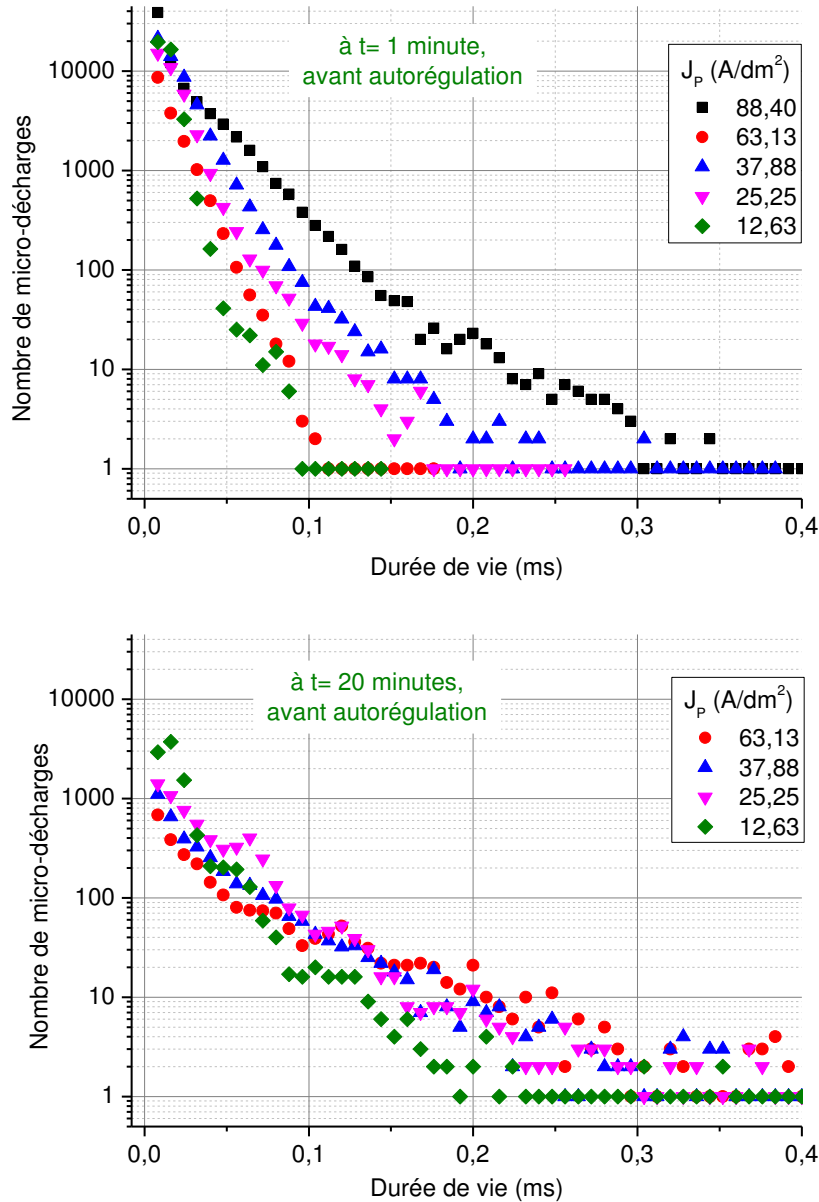 à t= 1 minute,
avant autorégulation
J_P (A/dm²)
88,40
63,13
37,88
25,25
12,63
Nombre de micro-décharges
10000
1000
100
10
1
0,0
0,1
0,2
0,3
0,4
Durée de vie (ms)
à t= 20 minutes,
avant autorégulation
J_P (A/dm²)
63,13
37,88
25,25
12,63
Nombre de micro-décharges
10000
1000
100
10
1
0,0
0,1
0,2
0,3
0,4
Durée de vie (ms)